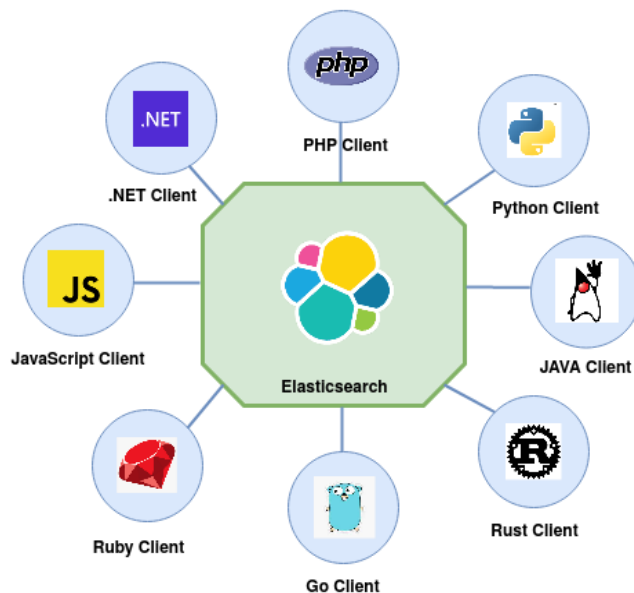 php
PHP Client
.NET
.NET Client
Python Client
JS
JavaScript Client
JAVA Client
Elasticsearch
R
Ruby Client
Rust Client
Go Client